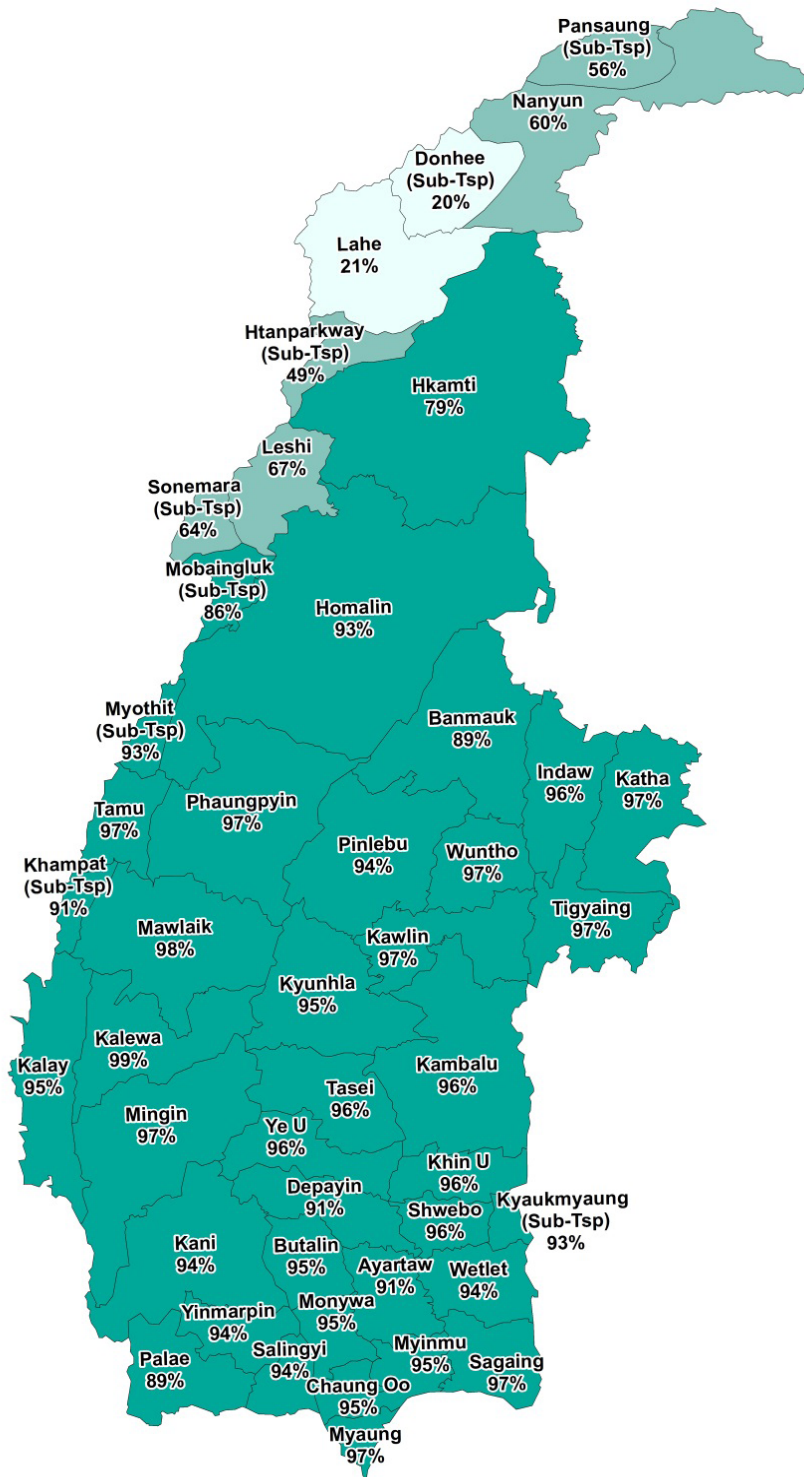 Pansaung
(Sub-Tsp)
56%
Nanyun
60%
Donhee
(Sub-Tsp)
20%
Lahe
21%
Htanparkway
(Sub-Tsp)
49%
Hkamti
79%
Leshi
67%
Sonemara
(Sub-Tsp)
64%
Mobaingluk
(Sub-Tsp)
86%
Homalin
93%
Myothit
(Sub-Tsp)
93%
Banmauk
89%
Indaw
96%
Katha
97%
Tamu
97%
Phaungpyin
97%
Pinlebu
94%
Wuntho
97%
Khampat
(Sub-Tsp)
91%
Tigyaing
97%
Mawlaik
98%
Kawlin
97%
Kyunhla
95%
Kalewa
99%
Kalay
95%
Kambalu
96%
Tasei
96%
Mingin
97%
Ye U
96%
Khin U
96%
Depayin
91%
Shwebo
96%
Kyaukmyaung
(Sub-Tsp)
93%
Kani
94%
Butalin
95%
Ayartaw
91%
Wetlet
94%
Yinmarpin
94%
Monywa
95%
Palae
89%
Salingyi
94%
Myinmu
95%
Sagaing
97%
Chaung Oo
95%
Myaung
97%